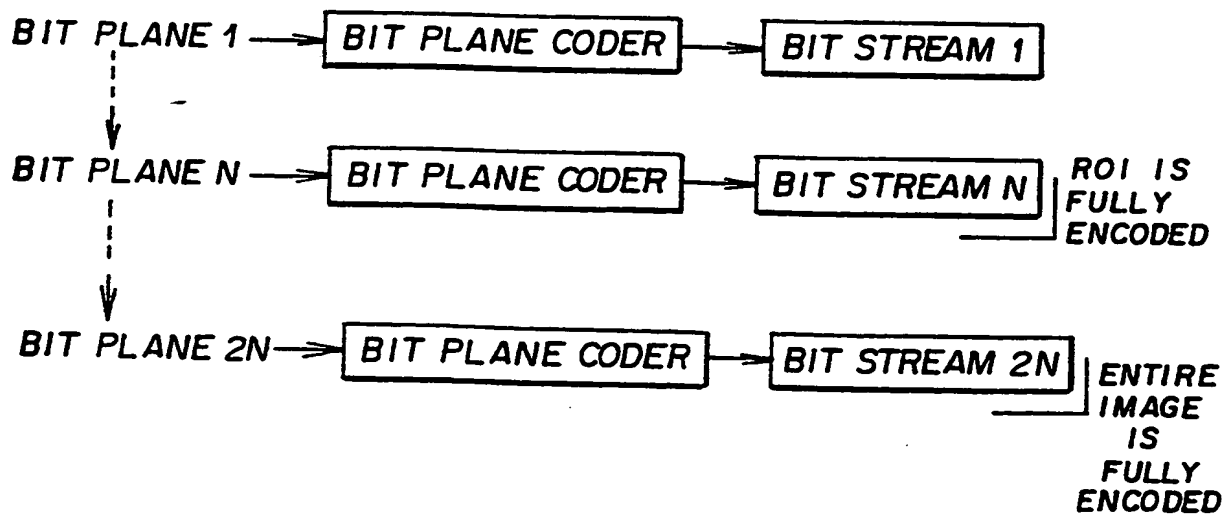 BIT PLANE 1 BIT PLANE CODER BIT STREAM 1
BIT PLANE N BIT PLANE CODER BIT STREAM N
ROI IS
FULLY
ENCODED
BIT PLANE 2N BIT PLANE CODER BIT STREAM 2N
ENTIRE
IMAGE
IS
FULLY
ENCODED